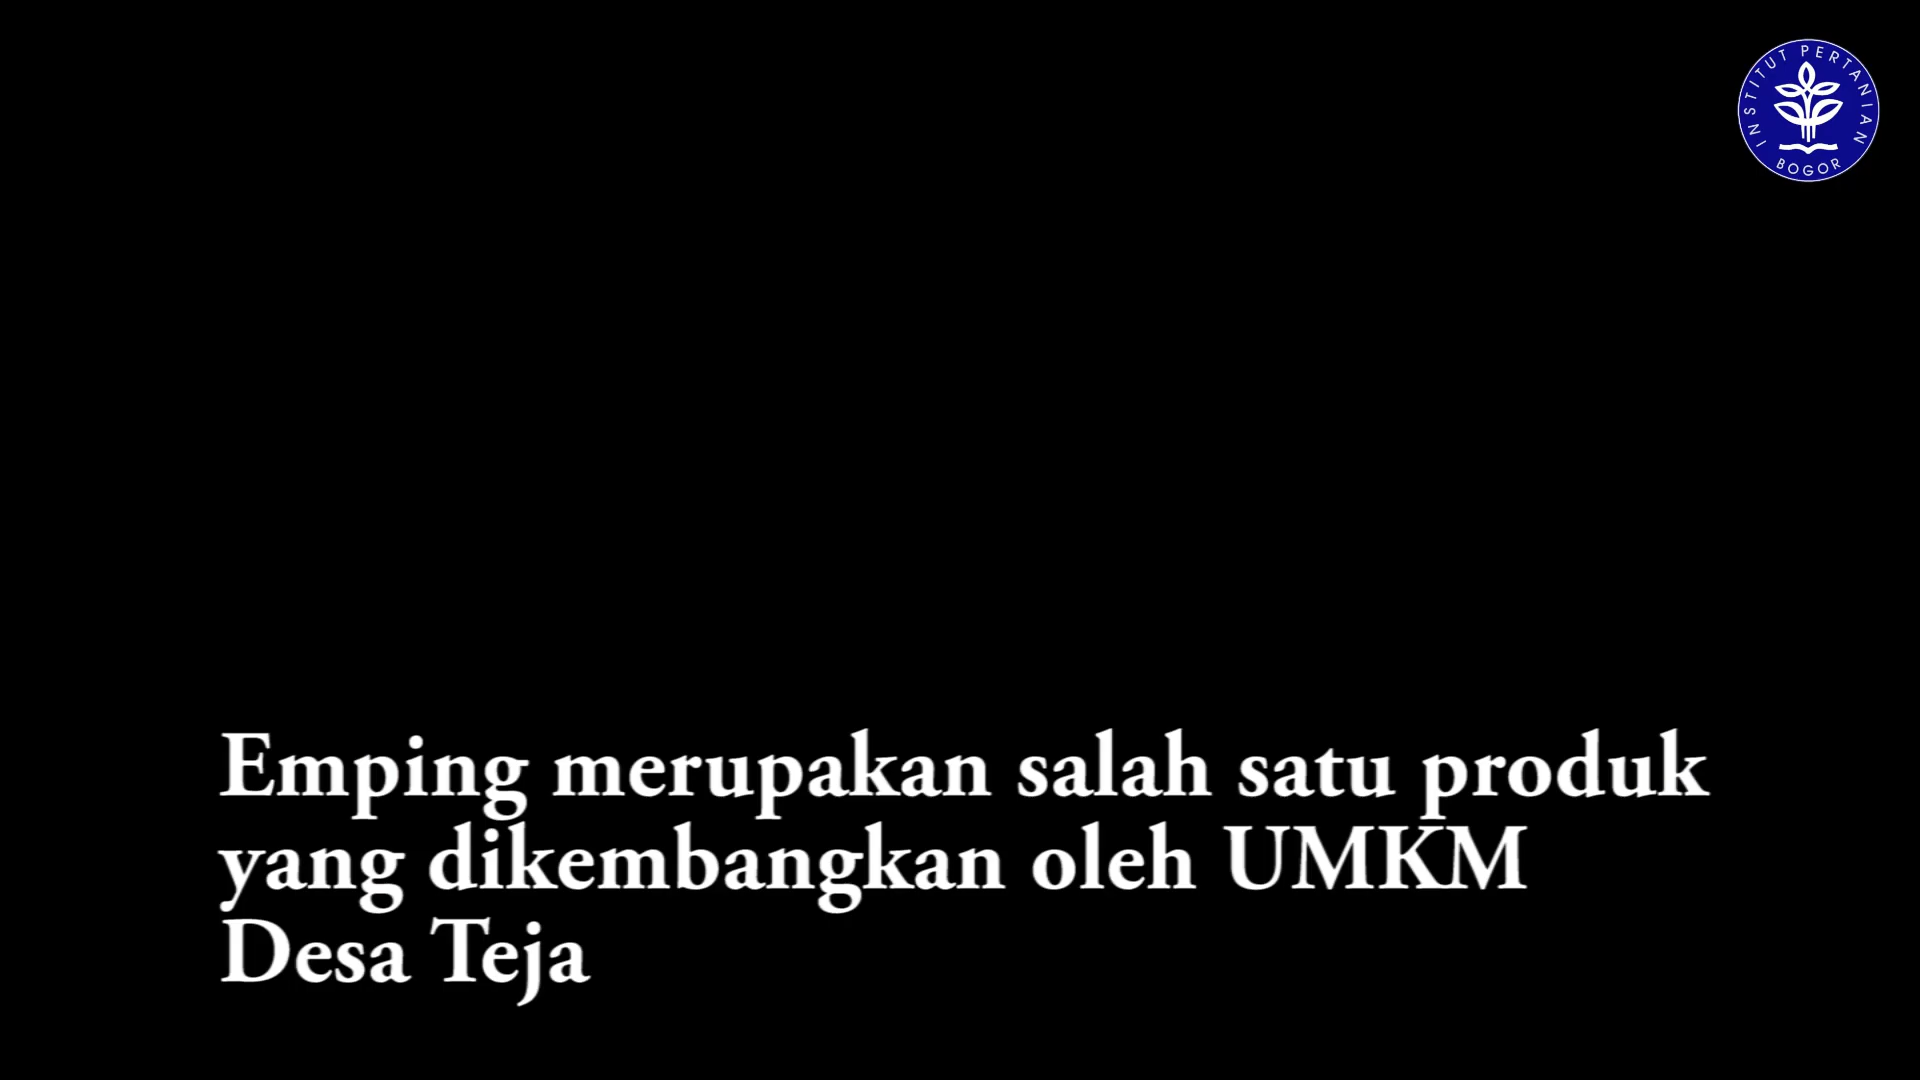 INSTITUT PERTANIAN
BOGOR
Emping merupakan salah satu produk
yang dikembangkan oleh UMKM
Desa Teja